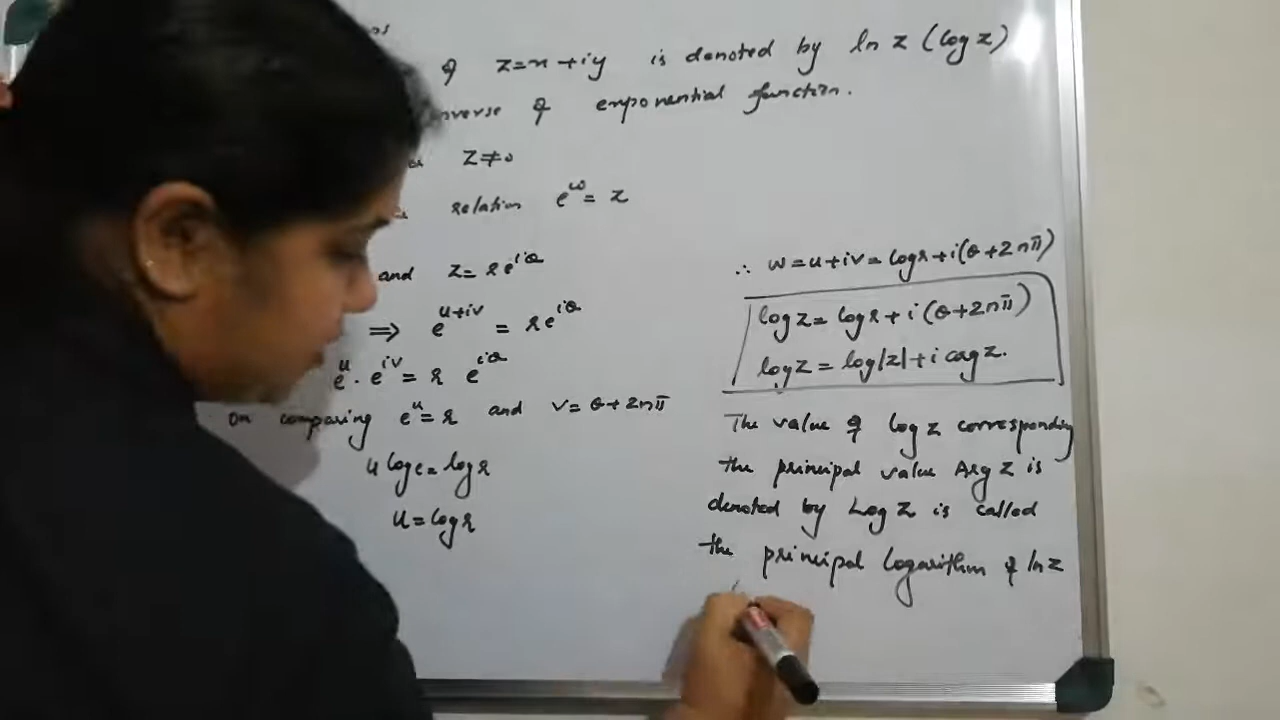 of z=x+iy is denoted by ln z (log z)
inverse of exponential function.
z≠0
relation e^w = z
and z= re^iθ
⇒ e^u+iv = re^iθ
e^u . e^iv = r e^iθ
On comparing e^u = r and v= θ+2nπ
u log e = log r
u = log r
∴ w=u+iv=log r+i(θ+2nπ)
log z= log r+i(θ+2nπ)
log z = log|z|+i arg z.
The value of log z corresponding
the principal value Arg z is
denoted by Log z is called
the principal logarithm of ln z